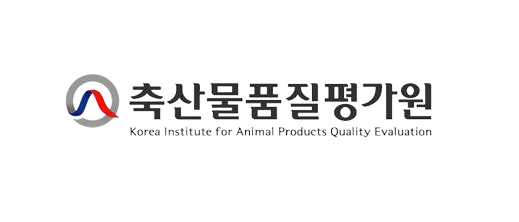 축산물품질평가원
Korea Institute for Animal Products Quality Evaluation